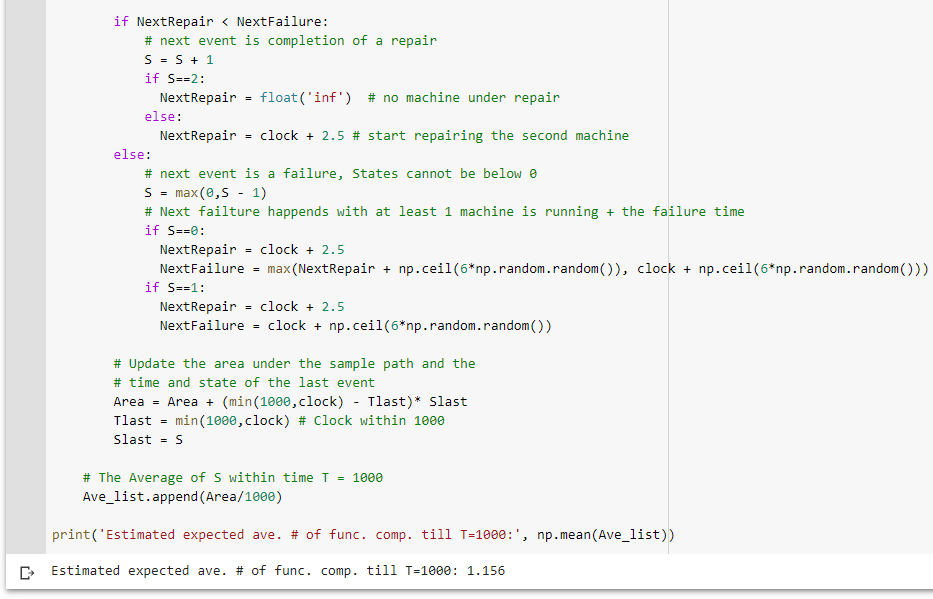 if NextRepair < NextFailure:
# next event is completion of a repair
S = S + 1
if S==2:
NextRepair = float('inf')  # no machine under repair
else:
NextRepair = clock + 2.5 # start repairing the second machine
else:
# next event is a failure, States cannot be below 0
S = max(0,S - 1)
# Next failture happends with at least 1 machine is running + the failure time
if S==0:
NextRepair = clock + 2.5
NextFailure = max(NextRepair + np.ceil(6*np.random.random()), clock + np.ceil(6*np.random.random()))
if S==1:
NextRepair = clock + 2.5
NextFailure = clock + np.ceil(6*np.random.random())
# Update the area under the sample path and the
# time and state of the last event
Area = Area + (min(1000,clock) - Tlast)* Slast
Tlast = min(1000,clock) # Clock within 1000
Slast = S
# The Average of S within time T = 1000
Ave_list.append(Area/1000)
print('Estimated expected ave. # of func. comp. till T=1000:', np.mean(Ave_list))
Estimated expected ave. # of func. comp. till T=1000: 1.156